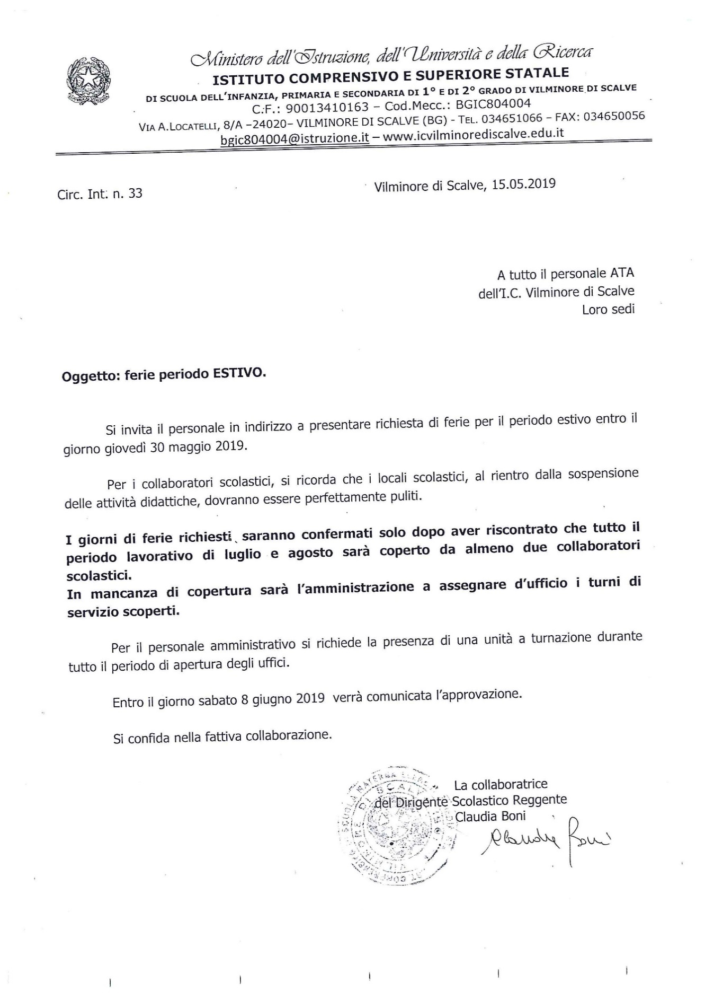 Ministero dell'Istruzione, dell'Università e della Ricerca
ISTITUTO COMPRENSIVO E SUPERIORE STATALE
DI SCUOLA DELL'INFANZIA, PRIMARIA E SECONDARIA DI 1° E DI 2° GRADO DI VILMINORE DI SCALVE
C.F.: 90013410163 – Cod.Mecc.: BGIC804004
VIA A.LOCATELLI, 8/A –24020– VILMINORE DI SCALVE (BG) - TEL. 034651066 – FAX: 034650056
bgic804004@istruzione.it – www.icvilminorediscalve.edu.it
Circ. Int. n. 33
Vilminore di Scalve, 15.05.2019
A tutto il personale ATA
dell'I.C. Vilminore di Scalve
Loro sedi
Oggetto: ferie periodo ESTIVO.
Si invita il personale in indirizzo a presentare richiesta di ferie per il periodo estivo entro il
giorno giovedì 30 maggio 2019.
Per i collaboratori scolastici, si ricorda che i locali scolastici, al rientro dalla sospensione
delle attività didattiche, dovranno essere perfettamente puliti.
I giorni di ferie richiesti saranno confermati solo dopo aver riscontrato che tutto il
periodo lavorativo di luglio e agosto sarà coperto da almeno due collaboratori
scolastici.
In mancanza di copertura sarà l'amministrazione a assegnare d'ufficio i turni di
servizio scoperti.
Per il personale amministrativo si richiede la presenza di una unità a turnazione durante
tutto il periodo di apertura degli uffici.
Entro il giorno sabato 8 giugno 2019 verrà comunicata l'approvazione.
Si confida nella fattiva collaborazione.
La collaboratrice
del Dirigente Scolastico Reggente
Claudia Boni
Claudia Boni